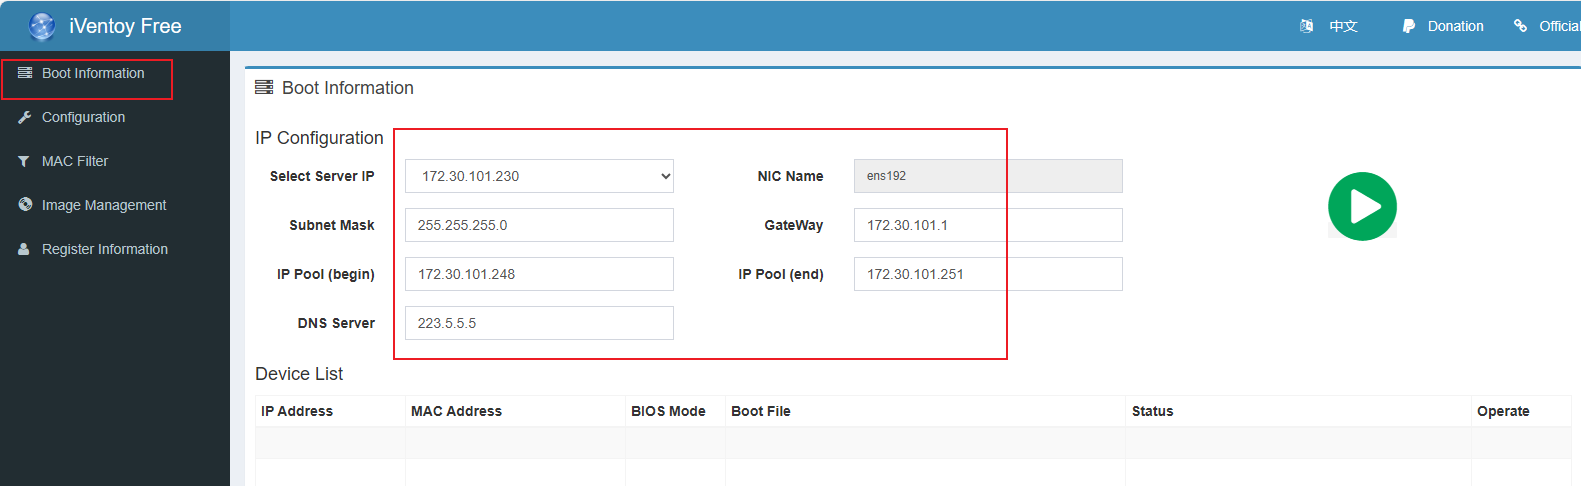 iVentoy Free
中文
Donation
Official
Boot Information
Configuration
MAC Filter
Image Management
Register Information
Boot Information
IP Configuration
Select Server IP 172.30.101.230 NIC Name ens192
Subnet Mask 255.255.255.0 GateWay 172.30.101.1
IP Pool (begin) 172.30.101.248 IP Pool (end) 172.30.101.251
DNS Server 223.5.5.5
Device List
IP Address MAC Address BIOS Mode Boot File Status Operate